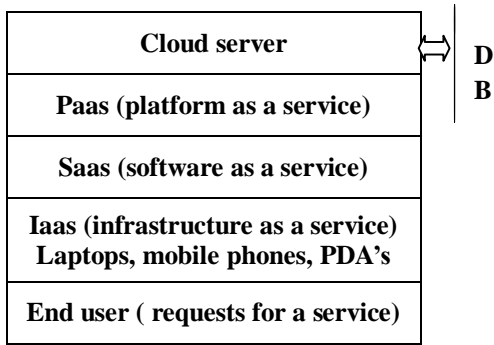 Cloud server
D
B
Paas (platform as a service)
Saas (software as a service)
Iaas (infrastructure as a service)
Laptops, mobile phones, PDA's
End user ( requests for a service)